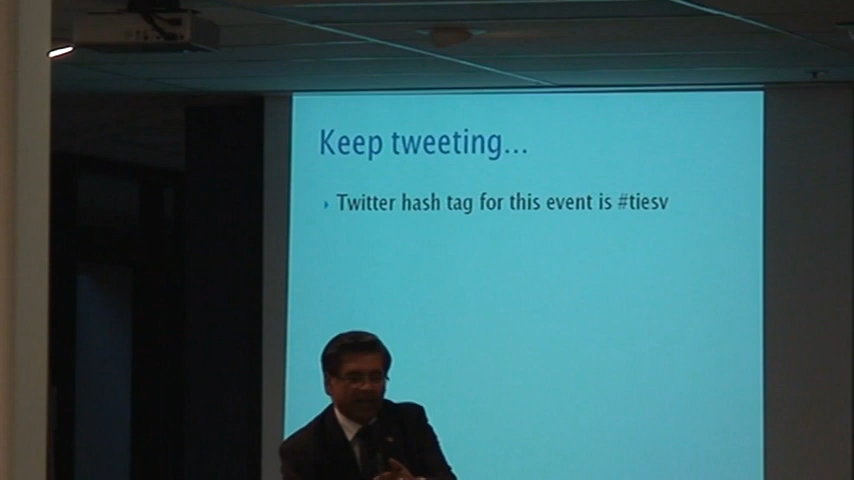 Keep tweeting...
Twitter hash tag for this event is #tiesv